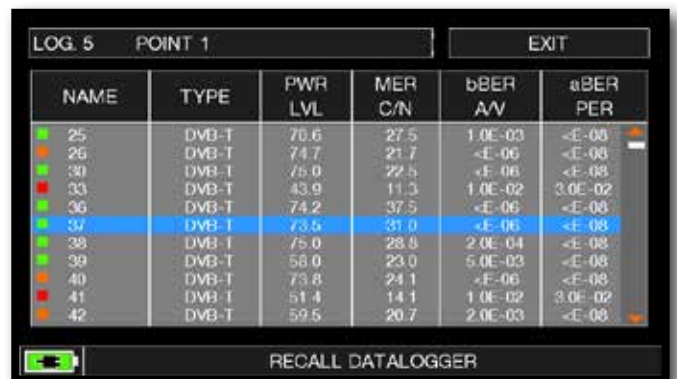 LOG. 5 POINT 1 EXIT
NAME TYPE PWR LVL MER C/N bBER A/V aBER PER
25 DVB-T 70.6 27.5 1.0E-03 <E-08
26 DVB-T 74.7 21.7 <E-06 <E-08
30 DVB-T 75.0 22.5 <E-06 <E-08
33 DVB-T 43.9 11.3 1.0E-02 3.0E-02
36 DVB-T 74.2 37.5 <E-06 <E-08
37 DVB-T 73.5 31.0 <E-06 <E-08
38 DVB-T 75.0 28.8 2.0E-04 <E-08
39 DVB-T 58.0 23.0 5.0E-03 <E-08
40 DVB-T 73.8 24.1 <E-06 <E-08
41 DVB-T 51.4 14.1 1.0E-02 3.0E-02
42 DVB-T 59.5 20.7 2.0E-03 <E-08
RECALL DATALOGGER